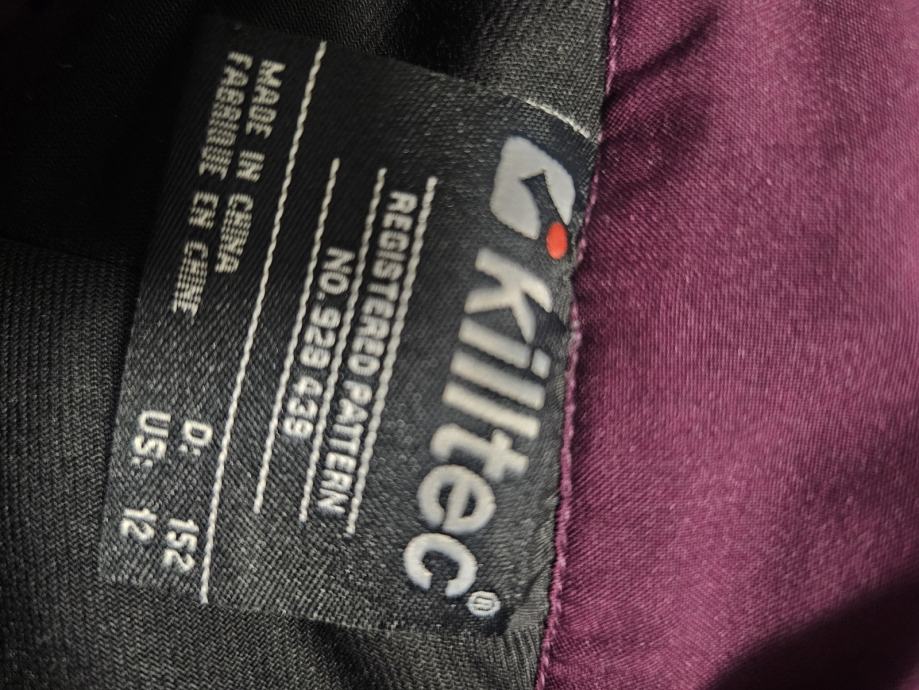 killtec®
REGISTERED PATTERN
NO. 929 439
MADE IN CHINA
FABRIQUE EN CHINE
D: 152
US: 12